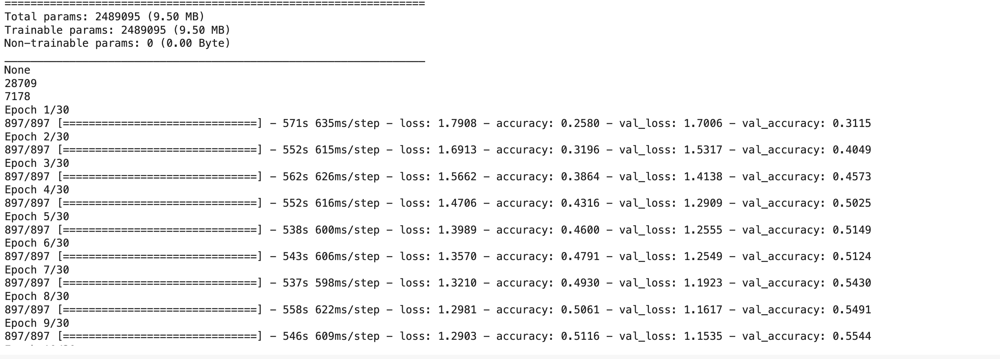 =================================================================
Total params: 2489095 (9.50 MB)
Trainable params: 2489095 (9.50 MB)
Non-trainable params: 0 (0.00 Byte)
_________________________________________________________________
None
28709
7178
Epoch 1/30
897/897 [==============================] - 571s 635ms/step - loss: 1.7908 - accuracy: 0.2580 - val_loss: 1.7006 - val_accuracy: 0.3115
Epoch 2/30
897/897 [==============================] - 552s 615ms/step - loss: 1.6913 - accuracy: 0.3196 - val_loss: 1.5317 - val_accuracy: 0.4049
Epoch 3/30
897/897 [==============================] - 562s 626ms/step - loss: 1.5662 - accuracy: 0.3864 - val_loss: 1.4138 - val_accuracy: 0.4573
Epoch 4/30
897/897 [==============================] - 552s 616ms/step - loss: 1.4706 - accuracy: 0.4316 - val_loss: 1.2909 - val_accuracy: 0.5025
Epoch 5/30
897/897 [==============================] - 538s 600ms/step - loss: 1.3989 - accuracy: 0.4600 - val_loss: 1.2555 - val_accuracy: 0.5149
Epoch 6/30
897/897 [==============================] - 543s 606ms/step - loss: 1.3570 - accuracy: 0.4791 - val_loss: 1.2549 - val_accuracy: 0.5124
Epoch 7/30
897/897 [==============================] - 537s 598ms/step - loss: 1.3210 - accuracy: 0.4930 - val_loss: 1.1923 - val_accuracy: 0.5430
Epoch 8/30
897/897 [==============================] - 558s 622ms/step - loss: 1.2981 - accuracy: 0.5061 - val_loss: 1.1617 - val_accuracy: 0.5491
Epoch 9/30
897/897 [==============================] - 546s 609ms/step - loss: 1.2903 - accuracy: 0.5116 - val_loss: 1.1535 - val_accuracy: 0.5544